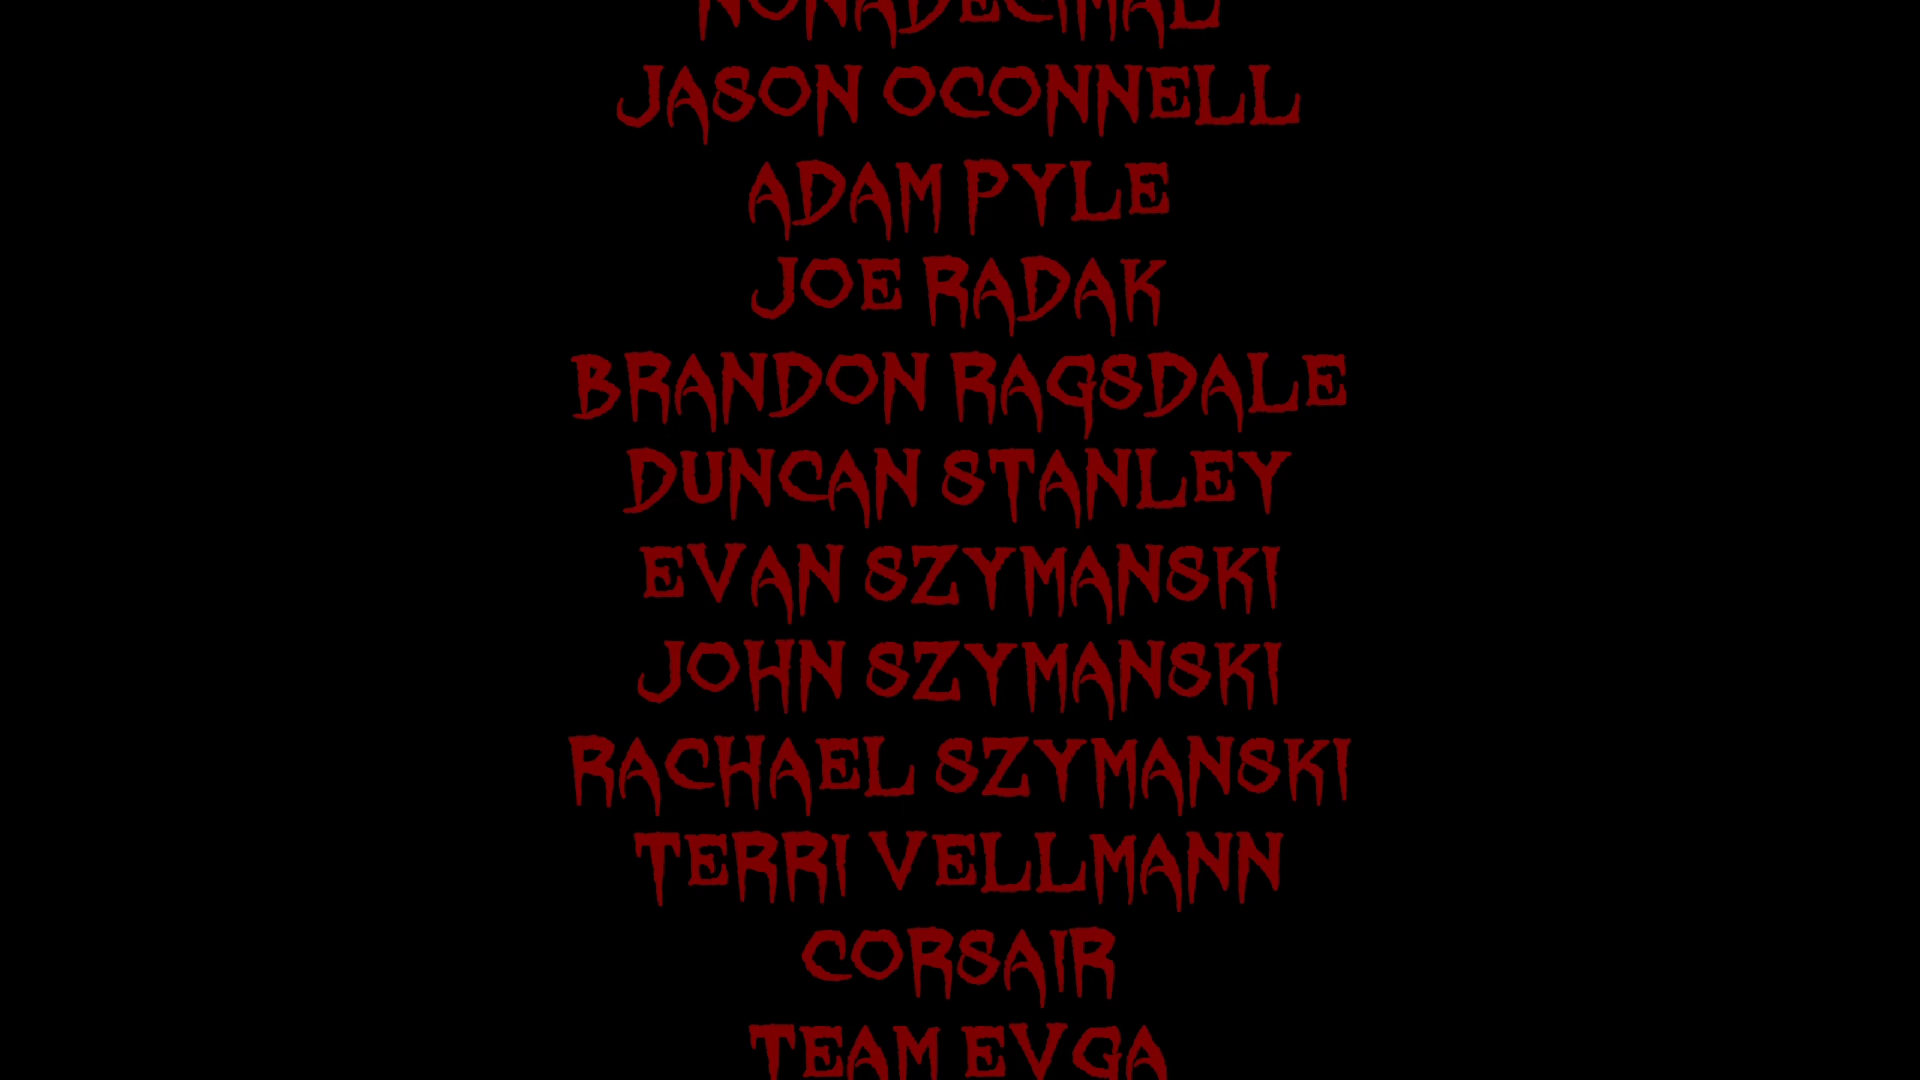 NONADECIMAL
JASON OCONNELL
ADAM PYLE
JOE RADAK
BRANDON RAGSDALE
DUNCAN STANLEY
EVAN SZYMANSKI
JOHN SZYMANSKI
RACHAEL SZYMANSKI
TERRI VELLMANN
CORSAIR
TEAM EVGA